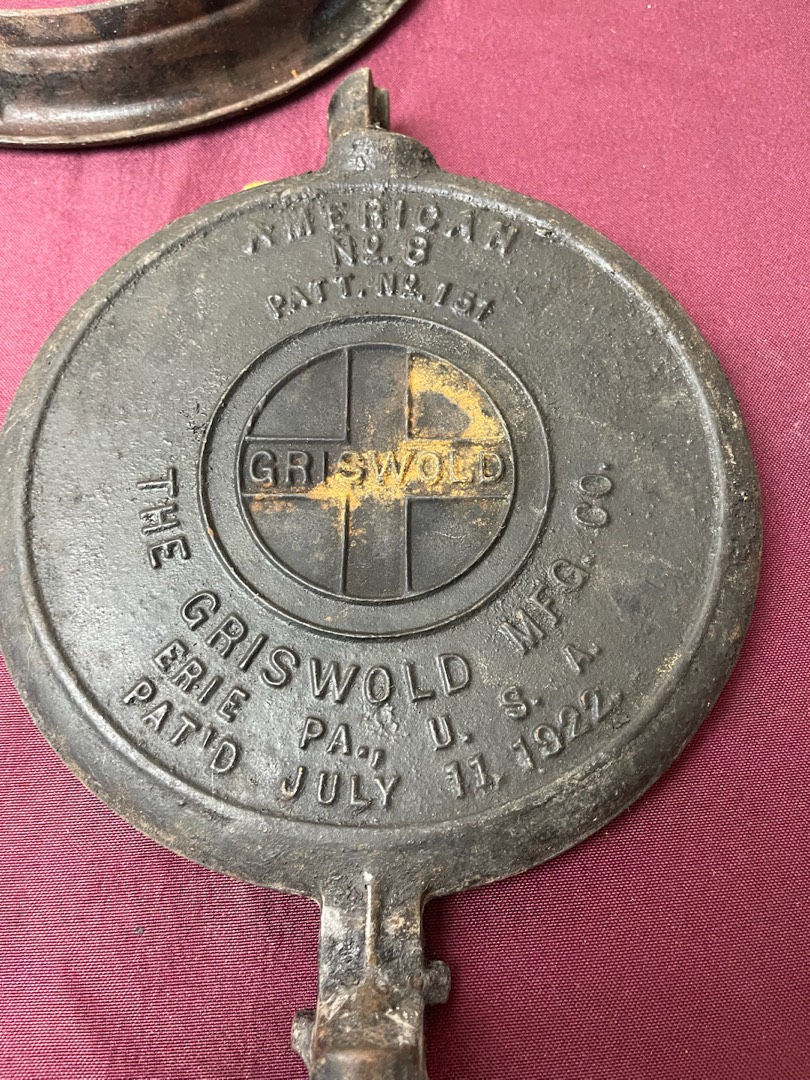 AMERICAN
Nº. 8
PATT. Nº. 151
GRISWOLD
THE GRISWOLD MFG. CO.
ERIE PA., U. S. A.
PAT'D JULY 11, 1922.